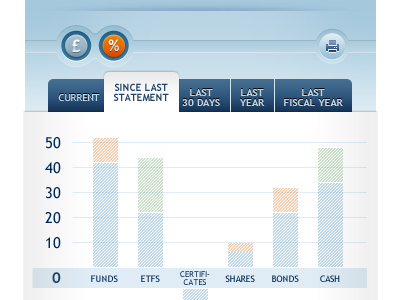 £ %
CURRENT
SINCE LAST
STATEMENT
LAST
30 DAYS
LAST
YEAR
LAST
FISCAL YEAR
50
40
30
20
10
0
FUNDS
ETFS
CERTIFI-
CATES
SHARES
BONDS
CASH